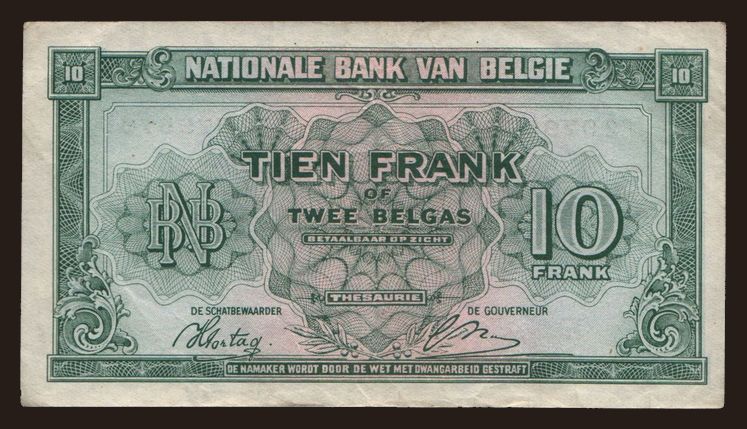 10 NATIONALE BANK VAN BELGIE 10
TIEN FRANK
OF
TWEE BELGAS
BETAALBAAR OP ZICHT
BNB
10
FRANK
THESAURIE
DE SCHATBEWAARDER DE GOUVERNEUR
DE NAMAKER WORDT DOOR DE WET MET DWANGARBEID GESTRAFT